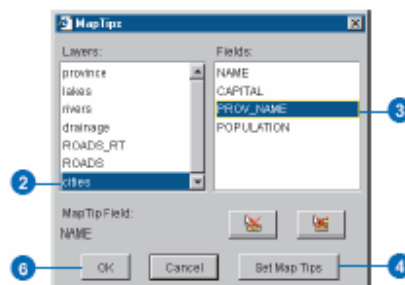 MapTips
Layers:
Fields:
province
lakes
rivers
drainage
ROADS_RT
ROADS
cities
NAME
CAPITAL
PROV_NAME
POPULATION
2
3
MapTip Field:
NAME
OK
Cancel
Set Map Tips
6
4